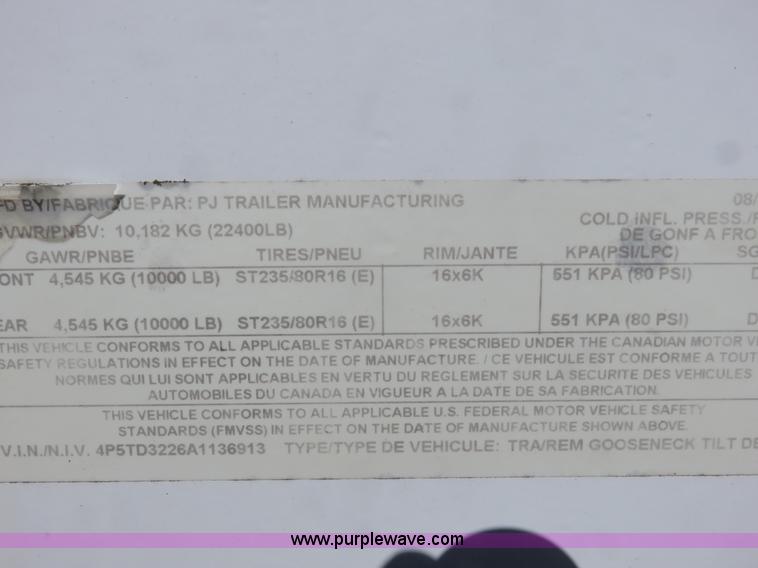 FD BY/FABRIQUE PAR: PJ TRAILER MANUFACTURING 08/
GVWR/PNBV: 10,182 KG (22400LB) COLD INFL. PRESS./
DE GONF A FRO
GAWR/PNBE TIRES/PNEU RIM/JANTE KPA(PSI/LPC) SG
ONT 4,545 KG (10000 LB) ST235/80R16 (E) 16x6K 551 KPA (80 PSI) D
EAR 4,545 KG (10000 LB) ST235/80R16 (E) 16x6K 551 KPA (80 PSI) D
THIS VEHICLE CONFORMS TO ALL APPLICABLE STANDARDS PRESCRIBED UNDER THE CANADIAN MOTOR VE
SAFETY REGULATIONS IN EFFECT ON THE DATE OF MANUFACTURE. / CE VEHICULE EST CONFORME A TOUT
NORMES QUI LUI SONT APPLICABLES EN VERTU DU REGLEMENT SUR LA SECURITE DES VEHICULES
AUTOMOBILES DU CANADA EN VIGUEUR A LA DATE DE SA FABRICATION.
THIS VEHICLE CONFORMS TO ALL APPLICABLE U.S. FEDERAL MOTOR VEHICLE SAFETY
STANDARDS (FMVSS) IN EFFECT ON THE DATE OF MANUFACTURE SHOWN ABOVE.
V.I.N./N.I.V. 4P5TD3226A1136913 TYPE/TYPE DE VEHICULE: TRA/REM GOOSENECK TILT DE
www.purplewave.com